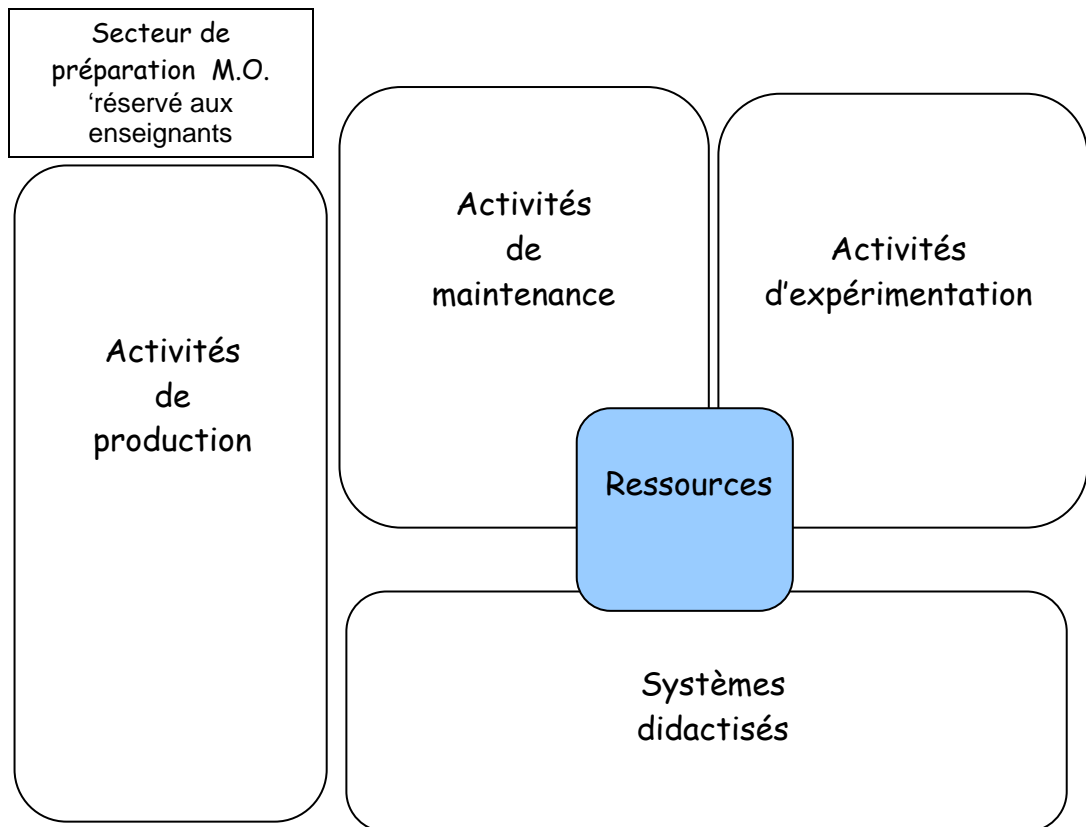 Secteur de
préparation M.O.
‘réservé aux
enseignants
Activités
de
production
Activités
de
maintenance
Activités
d'expérimentation
Ressources
Systèmes
didactisés